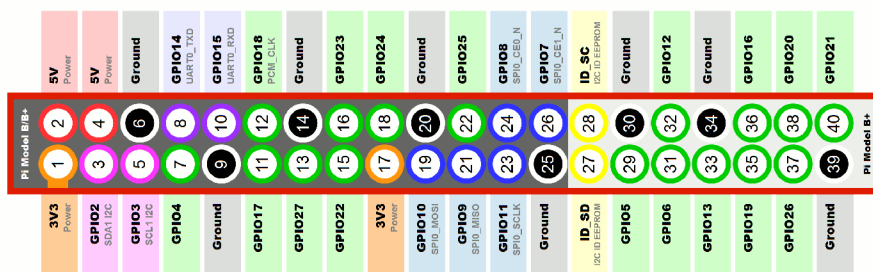 5V
Power
5V
Power
Ground
GPIO14
UART0_TXD
GPIO15
UART0_RXD
GPIO18
PCM_CLK
Ground
GPIO23
GPIO24
Ground
GPIO25
GPIO8
SPI0_CE0_N
GPIO7
SPI0_CE1_N
ID_SC
I2C ID EEPROM
Ground
GPIO12
Ground
GPIO16
GPIO20
GPIO21
Pi Model B/B+
2 4 6 8 10 12 14 16 18 20 22 24 26 28 30 32 34 36 38 40
1 3 5 7 9 11 13 15 17 19 21 23 25 27 29 31 33 35 37 39
Pi Model B+
3V3
Power
GPIO2
SDA1 I2C
GPIO3
SCL1 I2C
GPIO4
Ground
GPIO17
GPIO27
GPIO22
3V3
Power
GPIO10
SPI0_MOSI
GPIO9
SPI0_MISO
GPIO11
SPI0_SCLK
Ground
ID_SD
I2C ID EEPROM
GPIO5
GPIO6
GPIO13
GPIO19
GPIO26
Ground